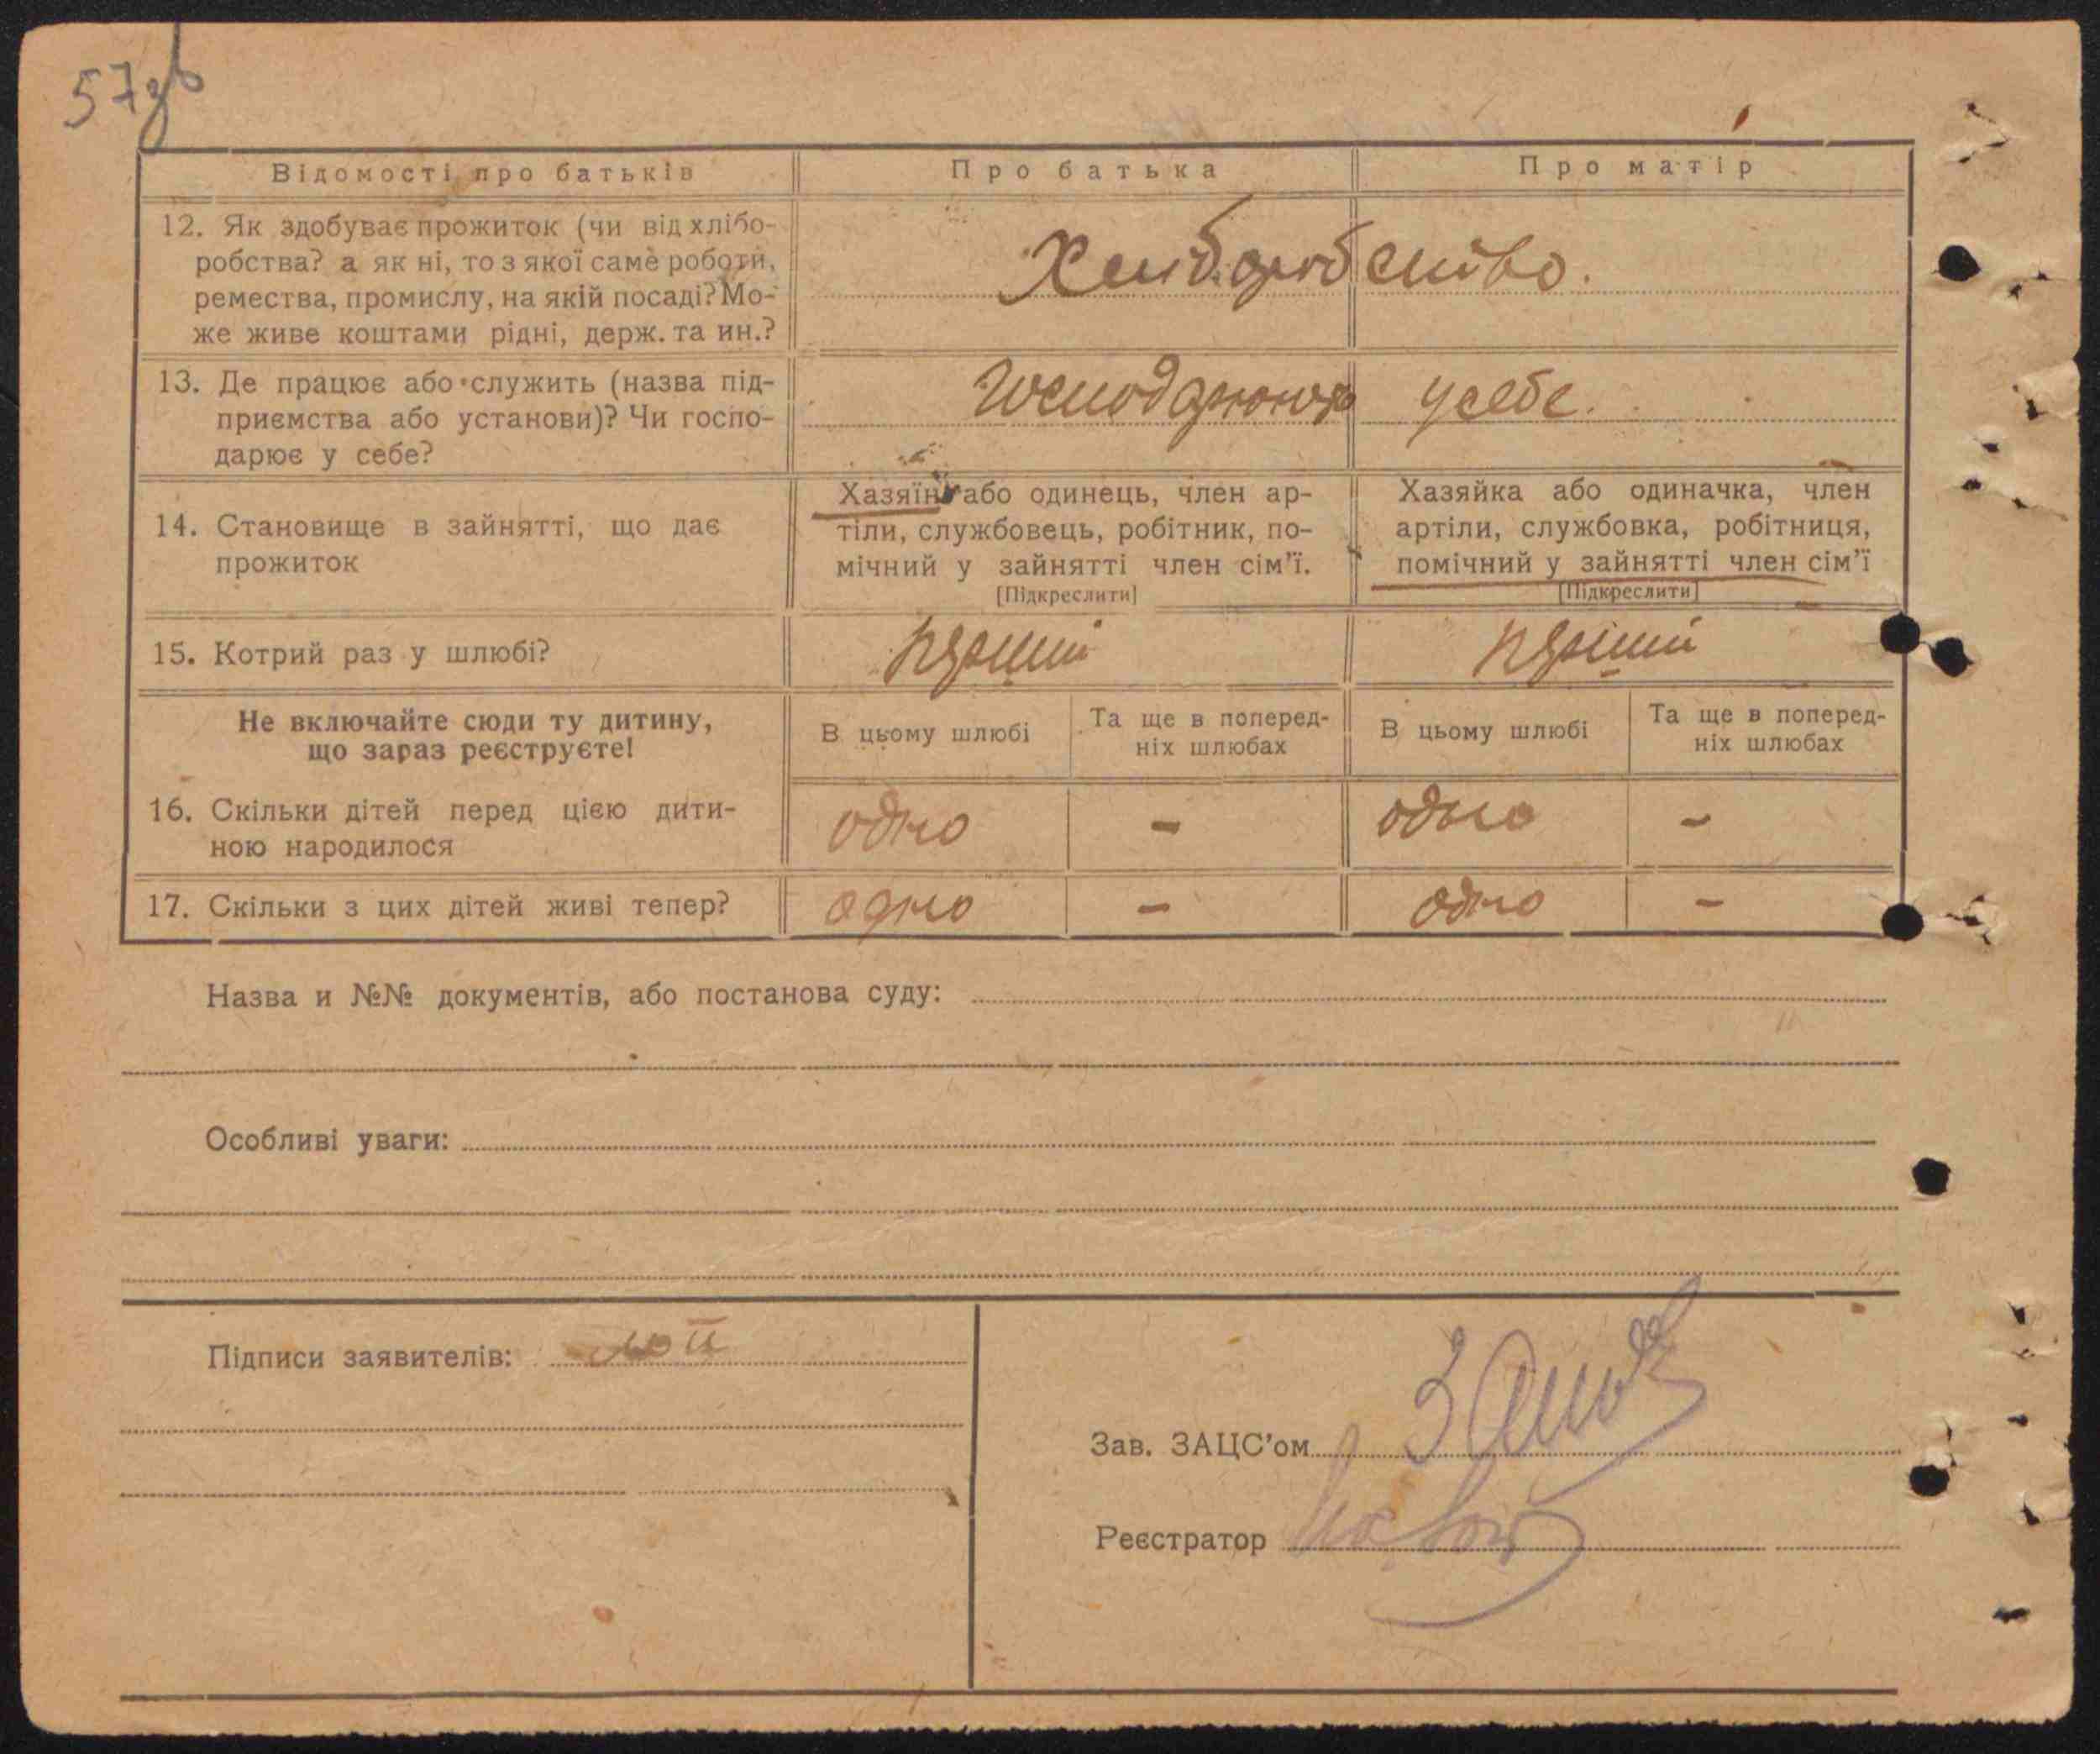 57зв
Відомості про батьків
Про батька
Про матір
12. Як здобуває прожиток (чи від хлібо-
робства? а як ні, то з якої саме роботи,
ремества, промислу, на якій посаді? Мо-
же живе коштами рідні, держ. та ин.?
Хлибаробство.
13. Де працює або служить (назва під-
приємства або установи)? Чи госпо-
дарює у себе?
господарюють у себе.
14. Становище в зайнятті, що дає
прожиток
Хазяїн або одинець, член ар-
тіли, службовець, робітник, по-
мічний у зайнятті член сім'ї.
[Підкреслити]
Хазяйка або одиначка, член
артіли, службовка, робітниця,
помічний у зайнятті член сім'ї
[Підкреслити]
15. Котрий раз у шлюбі?
перший
перший
Не включайте сюди ту дитину,
що зараз реєструєте!
В цьому шлюбі
Та ще в поперед-
ніх шлюбах
В цьому шлюбі
Та ще в поперед-
ніх шлюбах
16. Скільки дітей перед цією дити-
ною народилося
одно - одно -
17. Скільки з цих дітей живі тепер?
одно - одно -
Назва и №№ документів, або постанова суду:
Особливі уваги:
Підписи заявителів:
Зав. ЗАЦС'ом
Реєстратор